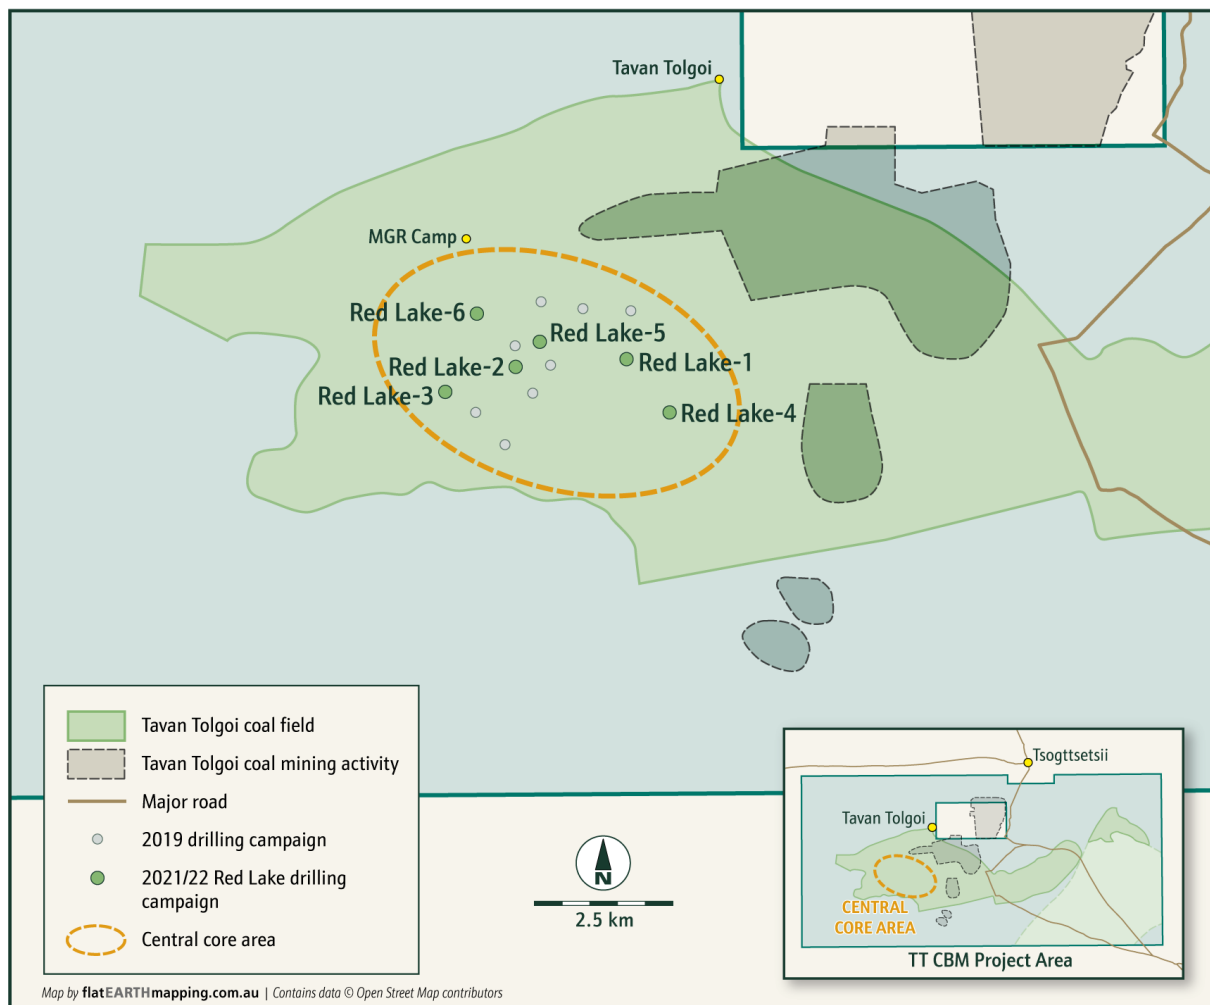 Tavan Tolgoi
MGR Camp
Red Lake-6
Red Lake-5
Red Lake-1
Red Lake-2
Red Lake-3
Red Lake-4
Tavan Tolgoi coal field
Tavan Tolgoi coal mining activity
Major road
2019 drilling campaign
2021/22 Red Lake drilling
campaign
Central core area
N
2.5 km
Tsogttsetsii
Tavan Tolgoi
CENTRAL
CORE AREA
TT CBM Project Area
Map by flatEARTHmapping.com.au | Contains data © Open Street Map contributors